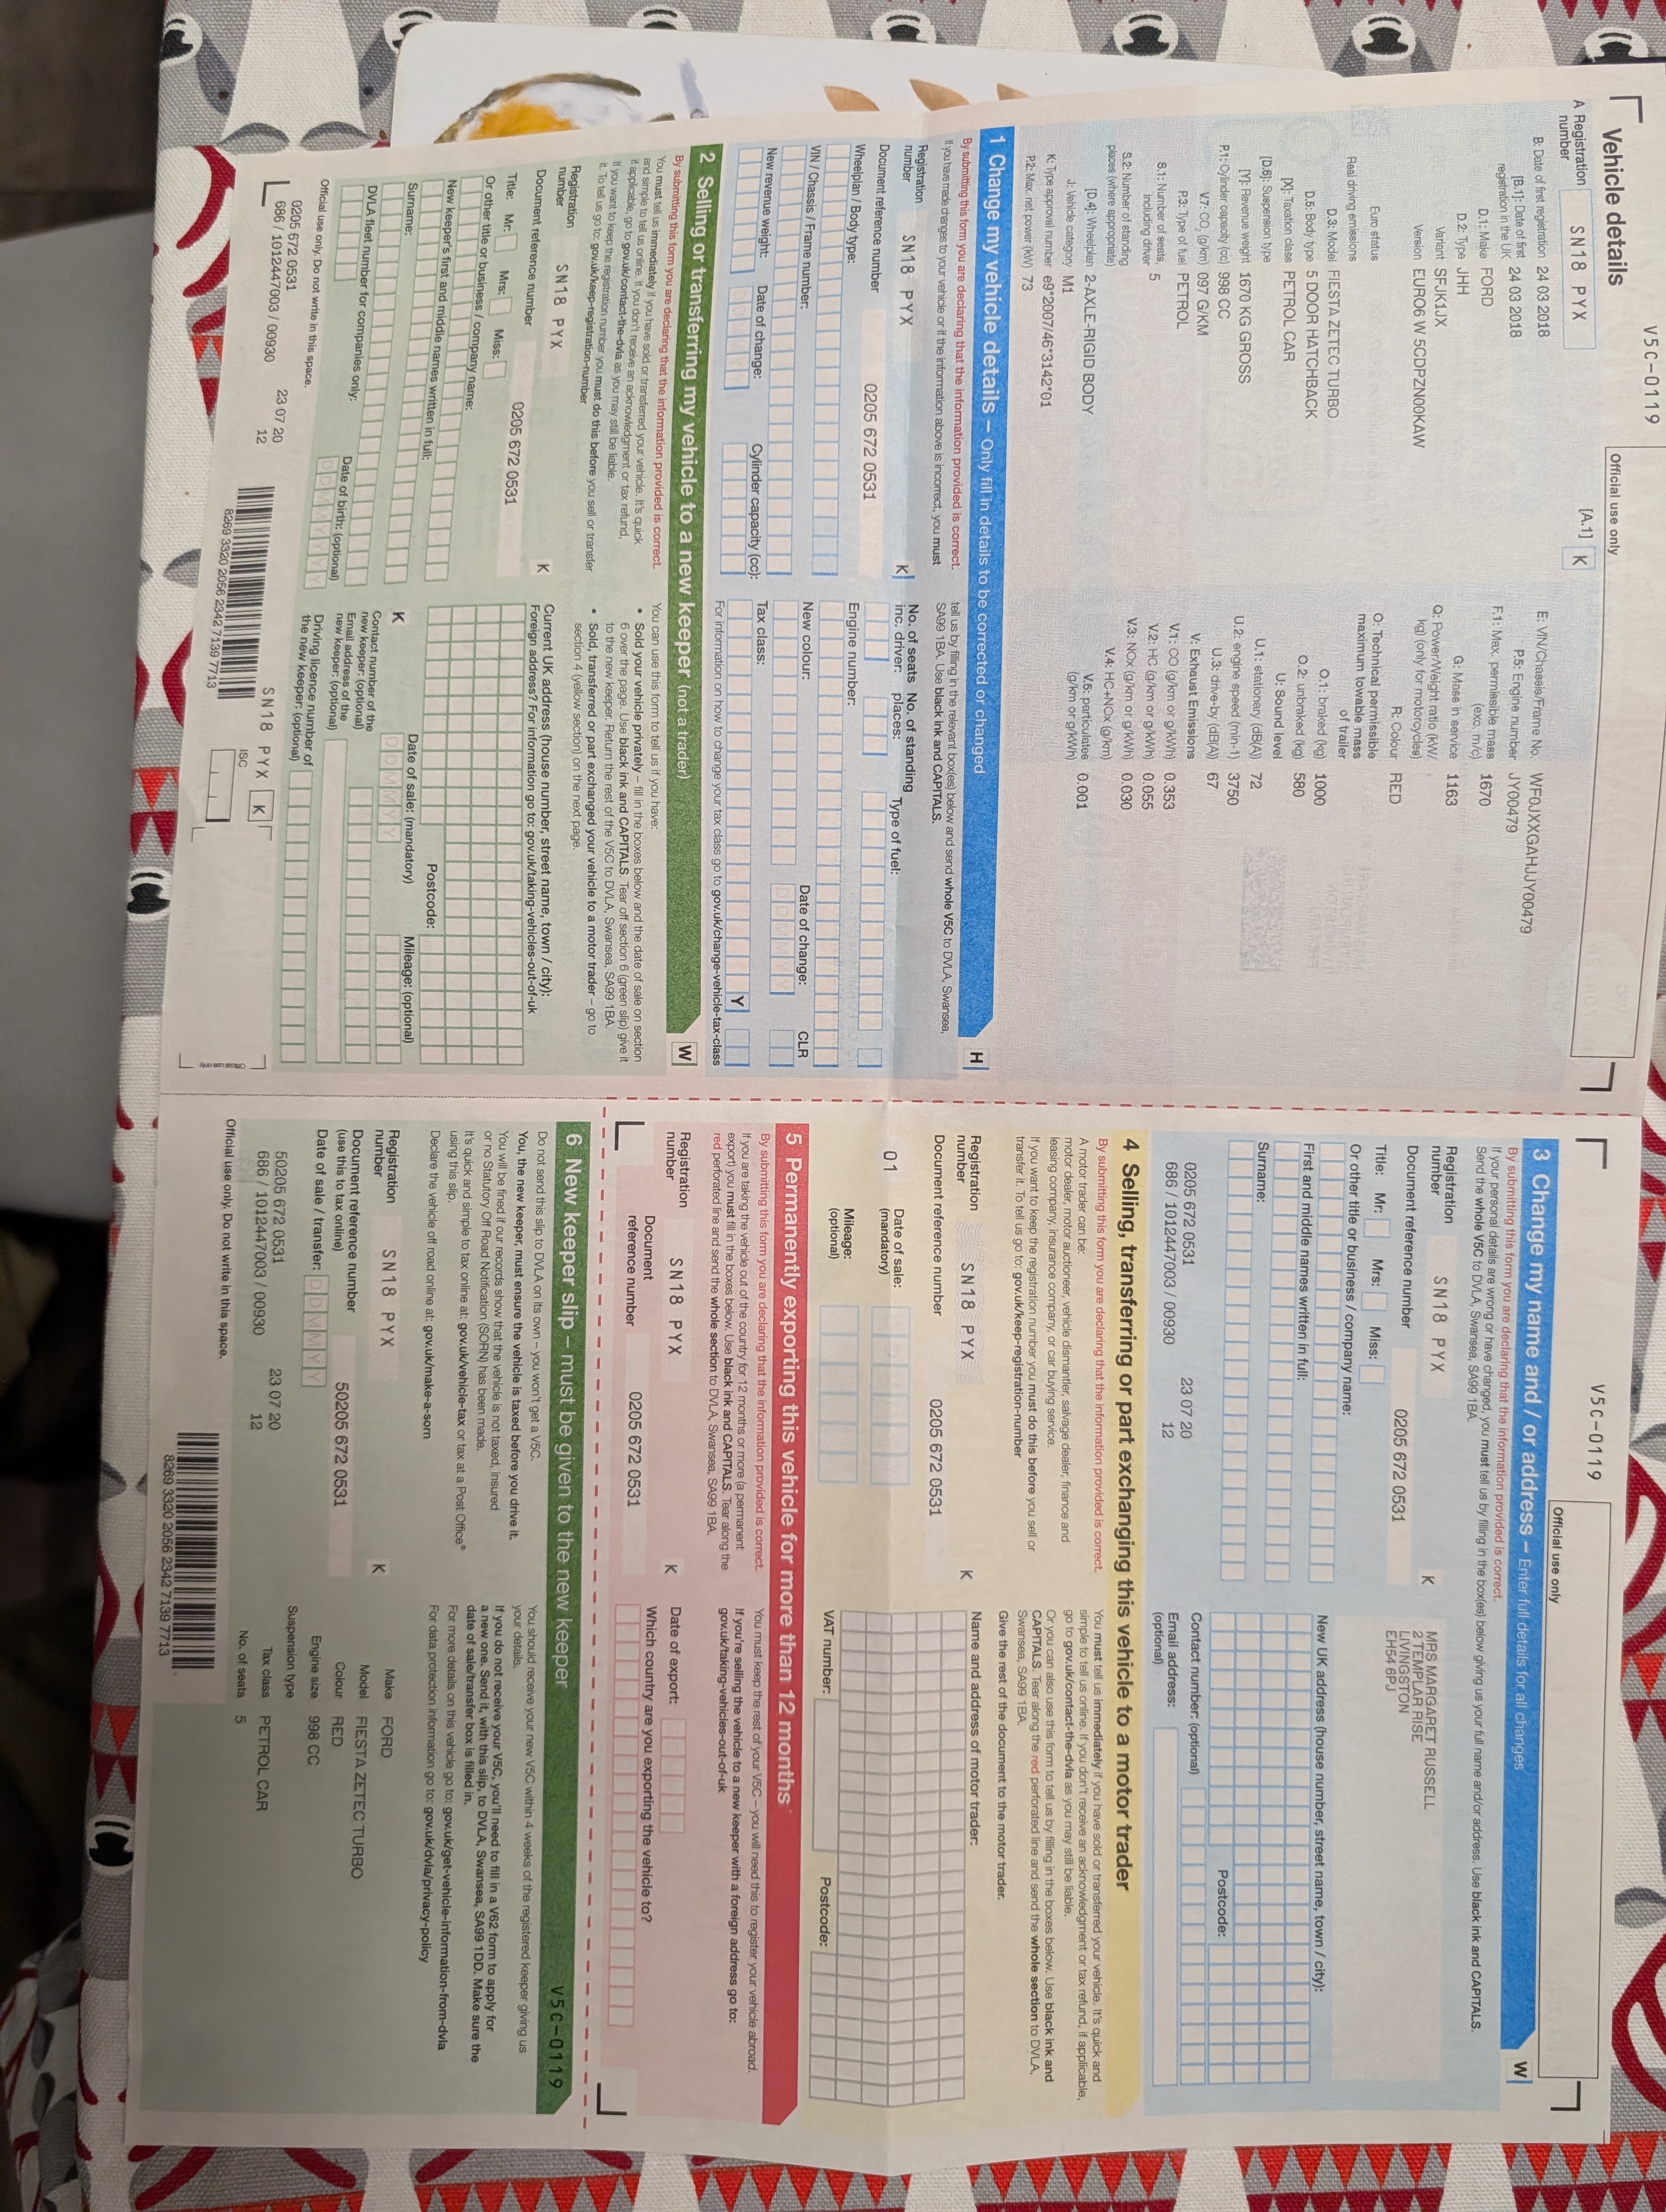 V5C-0119
Vehicle details
Official use only
A Registration number SN18 PYX
[A.1] K
B: Date of first registration 24 03 2018
[B.1]: Date of first registration in the UK 24 03 2018
D.1: Make FORD
D.2: Type JHH
Variant SFJK1JX
Version EURO6 W 5CDPZN00KAW
Euro status
Real driving emissions
D.3: Model FIESTA ZETEC TURBO
D.5: Body type 5 DOOR HATCHBACK
[X]: Taxation class PETROL CAR
[D.6]: Suspension type
[Y]: Revenue weight 1670 KG GROSS
P.1: Cylinder capacity (cc) 998 CC
V.7: CO2 (g/km) 097 G/KM
P.3: Type of fuel PETROL
S.1: Number of seats, including driver 5
S.2: Number of standing places (where appropriate)
[D.4]: Wheelplan 2-AXLE-RIGID BODY
J: Vehicle category M1
K: Type approval number e9*2007/46*3142*01
P.2: Max. net power (kW) 73
E: VIN/Chassis/Frame No. WF0JXXGAHJJY00479
P.5: Engine number JY00479
F.1: Max. permissible mass (exc. m/c) 1670
G: Mass in service 1163
Q: Power/Weight ratio (kW/kg) (only for motorcycles)
R: Colour RED
O: Technical permissible maximum towable mass of trailer
O.1: braked (kg) 1000
O.2: unbraked (kg) 580
U: Sound level
U.1: stationary (dB(A)) 72
U.2: engine speed (min-1) 3750
U.3: drive-by (dB(A)) 67
V: Exhaust Emissions
V.1: CO (g/km or g/kWh) 0.353
V.2: HC (g/km or g/kWh) 0.055
V.3: NOx (g/km or g/kWh) 0.030
V.4: HC+NOx (g/km)
V.5: particulates (g/km or g/kWh) 0.001
1 Change my vehicle details – Only fill in details to be corrected or changed
H
By submitting this form you are declaring that the information provided is correct.
If you have made changes to your vehicle or if the information above is incorrect, you must
tell us by filling in the relevant box(es) below and send whole V5C to DVLA, Swansea,
SA99 1BA. Use black ink and CAPITALS.
Registration number SN18 PYX
K
Document reference number 0205 672 0531
No. of seats inc. driver:
No. of standing places:
Type of fuel:
Wheelplan / Body type:
Engine number:
VIN / Chassis / Frame number:
New colour:
Date of change:
CLR
New revenue weight:
Date of change:
Cylinder capacity (cc):
Tax class:
Y
For information on how to change your tax class go to gov.uk/change-vehicle-tax-class
2 Selling or transferring my vehicle to a new keeper (not a trader)
W
By submitting this form you are declaring that the information provided is correct.
You must tell us immediately if you have sold or transferred your vehicle. It's quick
and simple to tell us online. If you don't receive an acknowledgment or tax refund,
if applicable, go to gov.uk/contact-the-dvla as you may still be liable.
If you want to keep the registration number you must do this before you sell or transfer
it. To tell us go to: gov.uk/keep-registration-number
You can use this form to tell us if you have:
• Sold your vehicle privately – fill in the boxes below and the date of sale on section
6 over the page. Use black ink and CAPITALS. Tear off section 6 (green slip) give it
to the new keeper. Return the rest of the V5C to DVLA, Swansea, SA99 1BA.
• Sold, transferred or part exchanged your vehicle to a motor trader – go to
section 4 (yellow section) on the next page.
Registration number SN18 PYX
K
Document reference number 0205 672 0531
Title: Mr: Mrs: Miss:
Or other title or business / company name:
New keeper's first and middle names written in full:
Surname:
DVLA fleet number for companies only:
Date of birth: (optional)
DDMMYY
Current UK address (house number, street name, town / city):
Foreign address? For information go to: gov.uk/taking-vehicles-out-of-uk
Postcode:
K
Date of sale: (mandatory)
DDMMYY
Mileage: (optional)
Contact number of the new keeper: (optional)
Email address of the new keeper: (optional)
Driving licence number of the new keeper: (optional)
Official use only. Do not write in this space.
0205 672 0531
686 / 1012447003 / 00930
23 07 20
12
8269 3320 2056 2342 7139 7713
SN18 PYX K
ISC
Official use only
V5C-0119
Official use only
3 Change my name and / or address – Enter full details for all changes
W
By submitting this form you are declaring that the information provided is correct.
If your personal details are wrong or have changed, you must tell us by filling in the box(es) below giving us your full name and/or address. Use black ink and CAPITALS.
Send the whole V5C to DVLA, Swansea, SA99 1BA.
Registration number SN18 PYX
K
Document reference number 0205 672 0531
MRS MARGARET RUSSELL
2 TEMPLAR RISE
LIVINGSTON
EH54 6PJ
Title: Mr: Mrs: Miss:
Or other title or business / company name:
First and middle names written in full:
Surname:
New UK address (house number, street name, town / city):
Postcode:
Contact number: (optional)
Email address: (optional)
0205 672 0531
686 / 1012447003 / 00930
23 07 20
12
4 Selling, transferring or part exchanging this vehicle to a motor trader
By submitting this form you are declaring that the information provided is correct.
A motor trader can be:
motor dealer, motor auctioneer, vehicle dismantler, salvage dealer, finance and
leasing company, insurance company, or car buying service.
If you want to keep the registration number you must do this before you sell or
transfer it. To tell us go to: gov.uk/keep-registration-number
You must tell us immediately if you have sold or transferred your vehicle. It's quick and
simple to tell us online. If you don't receive an acknowledgment or tax refund, if applicable,
go to gov.uk/contact-the-dvla as you may still be liable.
Or you can also use this form to tell us by filling in the boxes below. Use black ink and
CAPITALS. Tear along the red perforated line and send the whole section to DVLA,
Swansea, SA99 1BA.
Give the rest of the document to the motor trader.
Registration number SN18 PYX
K
Document reference number 0205 672 0531
Name and address of motor trader:
01
Date of sale: (mandatory)
Mileage: (optional)
VAT number:
Postcode:
5 Permanently exporting this vehicle for more than 12 months
By submitting this form you are declaring that the information provided is correct.
If you are taking the vehicle out of the country for 12 months or more (a permanent
export) you must fill in the boxes below. Use black ink and CAPITALS. Tear along the
red perforated line and send the whole section to DVLA, Swansea, SA99 1BA.
You must keep the rest of your V5C – you will need this to register your vehicle abroad.
If you're selling the vehicle to a new keeper with a foreign address go to:
gov.uk/taking-vehicles-out-of-uk
Registration number SN18 PYX
K
Document reference number 0205 672 0531
Date of export:
Which country are you exporting the vehicle to?
6 New keeper slip – must be given to the new keeper
V5C-0119
Do not send this slip to DVLA on its own – you won't get a V5C.
You, the new keeper, must ensure the vehicle is taxed before you drive it.
You will be fined if our records show that the vehicle is not taxed, insured
or no Statutory Off Road Notification (SORN) has been made.
It's quick and simple to tax online at: gov.uk/vehicle-tax or tax at a Post Office®
using this slip.
Declare the vehicle off road online at: gov.uk/make-a-sorn
You should receive your new V5C within 4 weeks of the registered keeper giving us
your details.
If you do not receive your V5C, you'll need to fill in a V62 form to apply for
a new one. Send it, with this slip, to DVLA, Swansea, SA99 1DD. Make sure the
date of sale/transfer box is filled in.
For more details on this vehicle go to: gov.uk/get-vehicle-information-from-dvla
For data protection information go to: gov.uk/dvla/privacy-policy
Registration number SN18 PYX
K
Document reference number (use this to tax online) 50205 672 0531
Date of sale / transfer: DDMMYY
Make FORD
Model FIESTA ZETEC TURBO
Colour RED
Engine size 998 CC
Suspension type
Tax class PETROL CAR
No. of seats 5
50205 672 0531
686 / 1012447003 / 00930
23 07 20
12
Official use only. Do not write in this space.
8269 3320 2056 2342 7139 7713